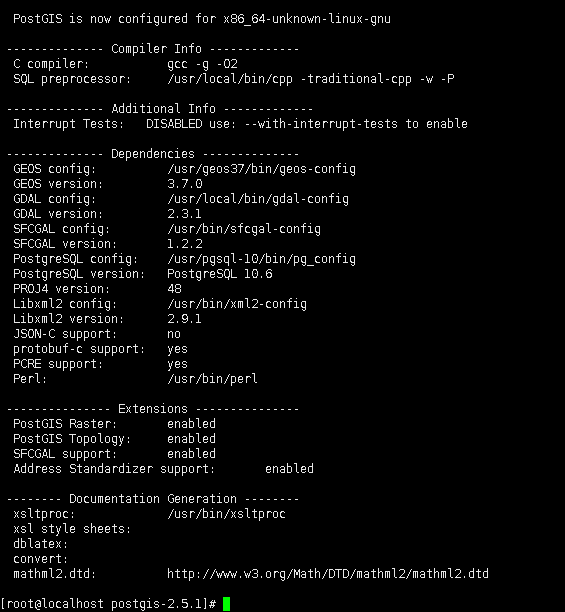 PostGIS is now configured for x86_64-unknown-linux-gnu
-------------- Compiler Info -------------
C compiler: gcc -g -O2
SQL preprocessor: /usr/local/bin/cpp -traditional-cpp -w -P
-------------- Additional Info -------------
Interrupt Tests: DISABLED use: --with-interrupt-tests to enable
-------------- Dependencies --------------
GEOS config: /usr/geos37/bin/geos-config
GEOS version: 3.7.0
GDAL config: /usr/local/bin/gdal-config
GDAL version: 2.3.1
SFCGAL config: /usr/bin/sfcgal-config
SFCGAL version: 1.2.2
PostgreSQL config: /usr/pgsql-10/bin/pg_config
PostgreSQL version: PostgreSQL 10.6
PROJ4 version: 48
Libxml2 config: /usr/bin/xml2-config
Libxml2 version: 2.9.1
JSON-C support: no
protobuf-c support: yes
PCRE support: yes
Perl: /usr/bin/perl
--------------- Extensions ---------------
PostGIS Raster: enabled
PostGIS Topology: enabled
SFCGAL support: enabled
Address Standardizer support: enabled
-------- Documentation Generation --------
xsltproc: /usr/bin/xsltproc
xsl style sheets:
dblatex:
convert:
mathml2.dtd: http://www.w3.org/Math/DTD/mathml2/mathml2.dtd
[root@localhost postgis-2.5.1]#